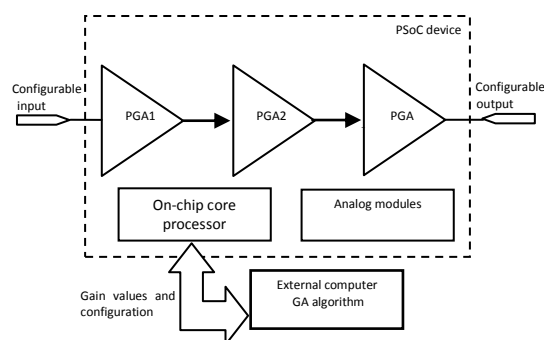 PSoC device
Configurable
input
PGA1
PGA2
PGA
Configurable
output
On-chip core
processor
Analog modules
Gain values and
configuration
External computer
GA algorithm